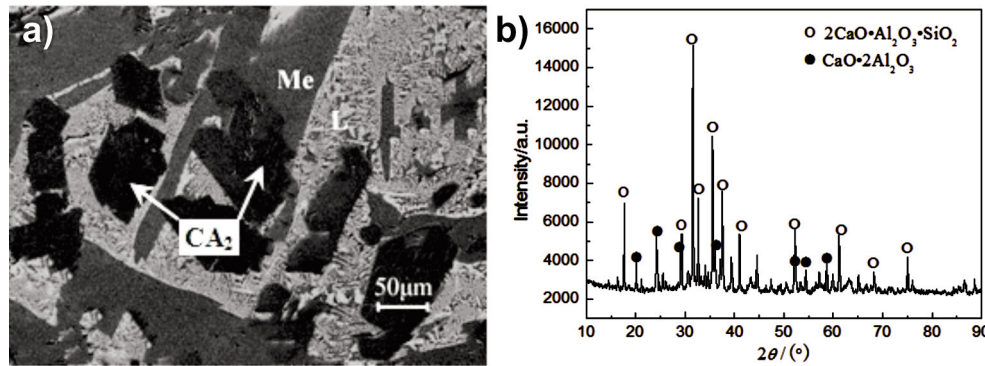 a)
Me
L
CA₂
50μm
b)
○ 2CaO•Al₂O₃•SiO₂
● CaO•2Al₂O₃
Intensity/a.u.
16000
14000
12000
10000
8000
6000
4000
2000
10 20 30 40 50 60 70 80 90
2θ / (°)